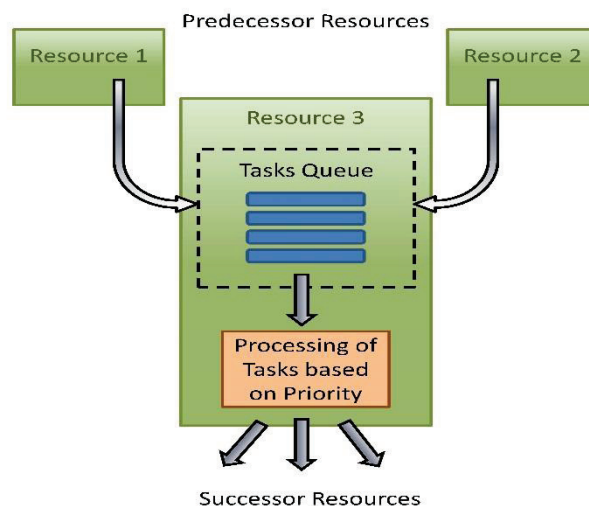 Predecessor Resources
Resource 1
Resource 2
Resource 3
Tasks Queue
Processing of
Tasks based
on Priority
Successor Resources